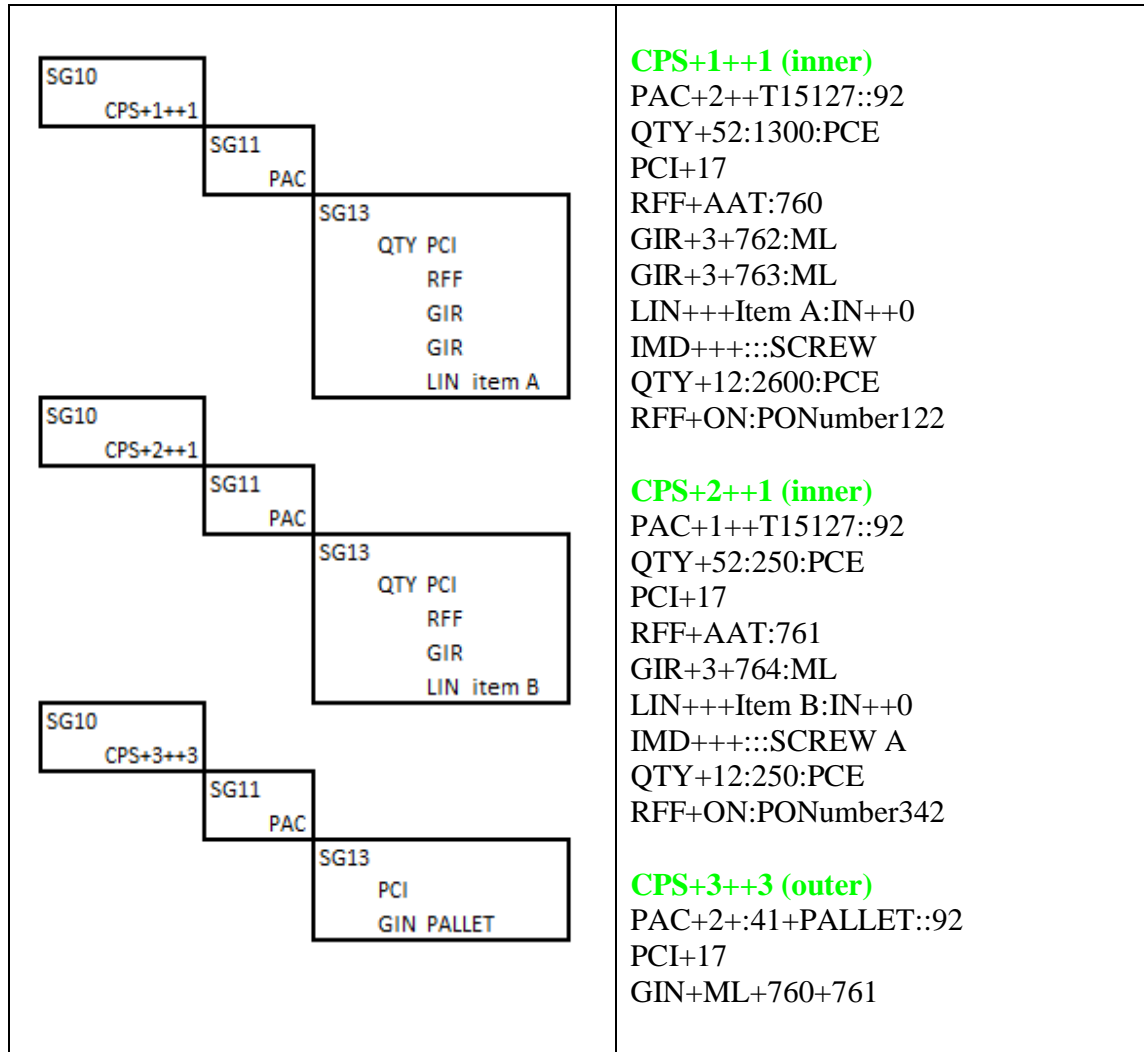 SG10
CPS+1++1
SG11
PAC
SG13
QTY PCI
RFF
GIR
GIR
LIN item A
SG10
CPS+2++1
SG11
PAC
SG13
QTY PCI
RFF
GIR
LIN item B
SG10
CPS+3++3
SG11
PAC
SG13
PCI
GIN PALLET
CPS+1++1 (inner)
PAC+2++T15127::92
QTY+52:1300:PCE
PCI+17
RFF+AAT:760
GIR+3+762:ML
GIR+3+763:ML
LIN+++Item A:IN++0
IMD+++:::SCREW
QTY+12:2600:PCE
RFF+ON:PONumber122
CPS+2++1 (inner)
PAC+1++T15127::92
QTY+52:250:PCE
PCI+17
RFF+AAT:761
GIR+3+764:ML
LIN+++Item B:IN++0
IMD+++:::SCREW A
QTY+12:250:PCE
RFF+ON:PONumber342
CPS+3++3 (outer)
PAC+2+:41+PALLET::92
PCI+17
GIN+ML+760+761